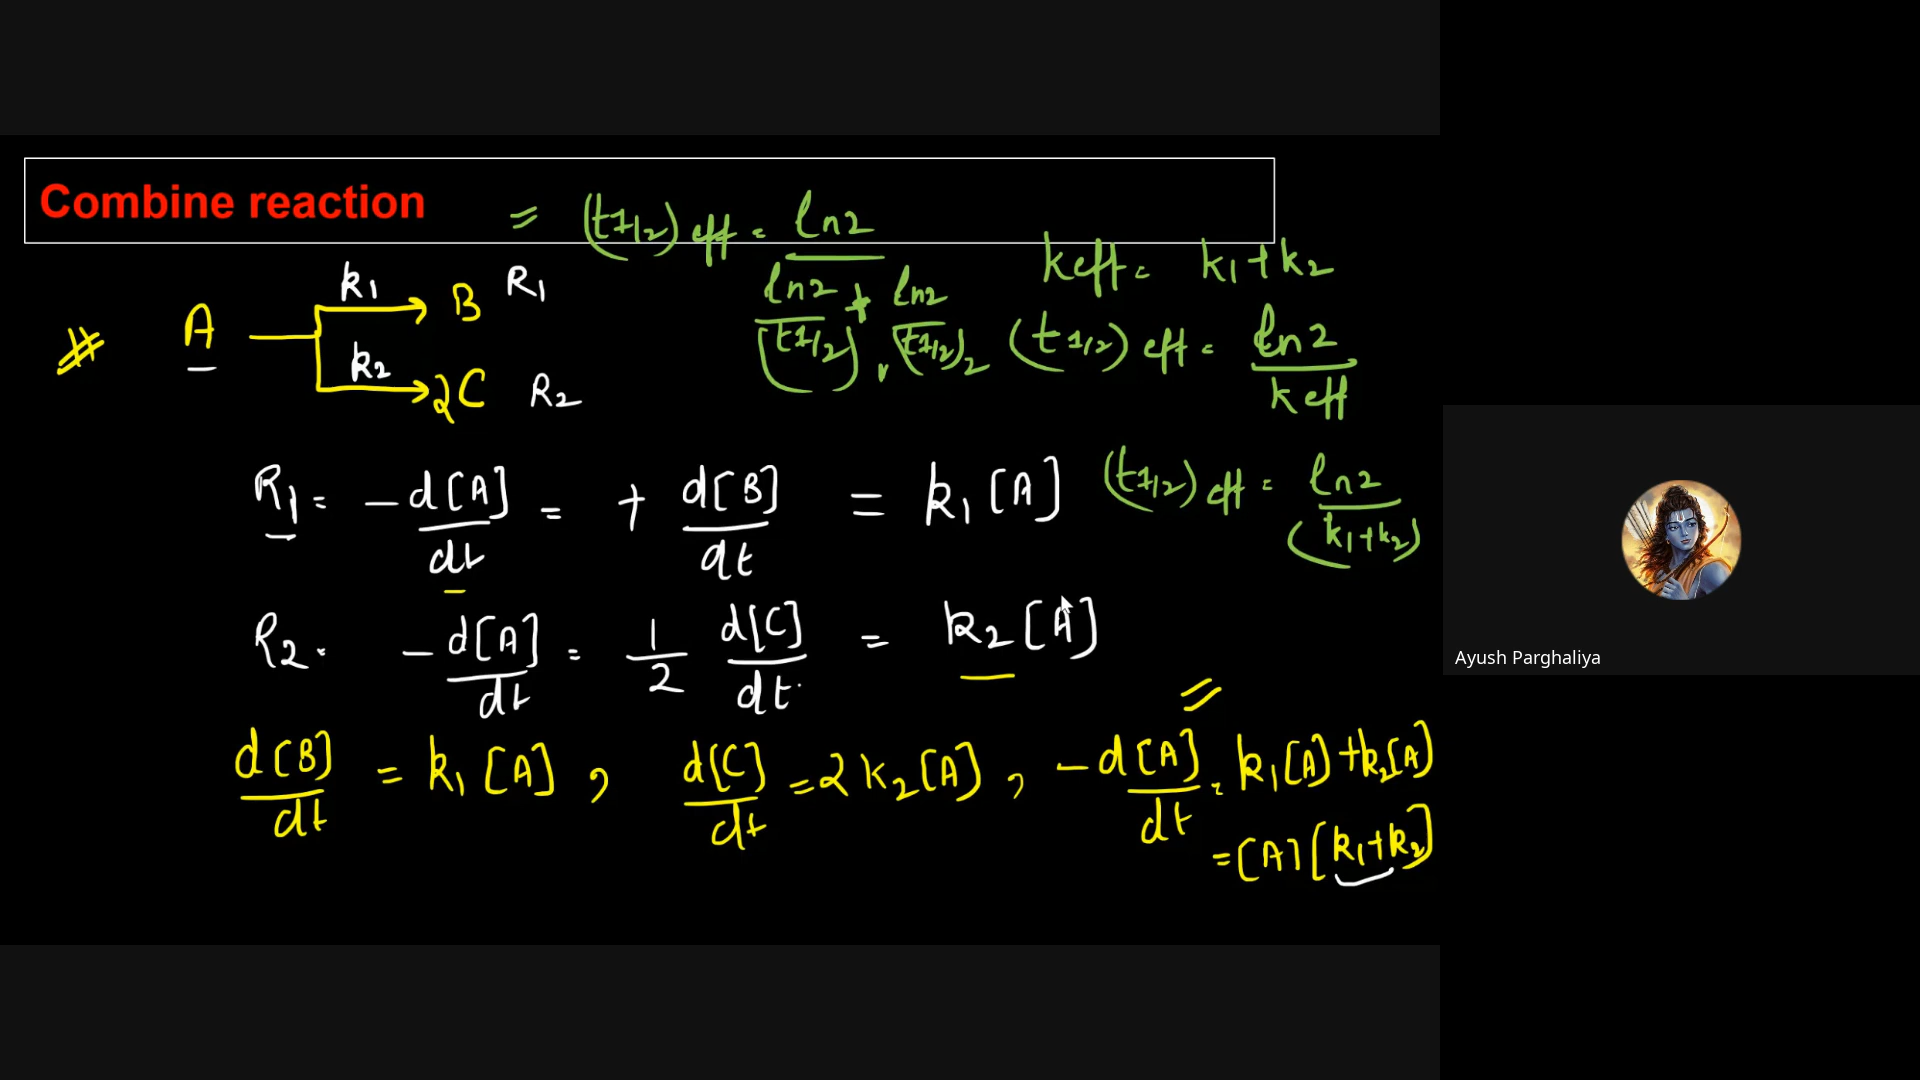 Combine reaction
= (t1/2) eff = ln2 / (ln2/(t1/2)1 + ln2/(t1/2)2)
keff = k1+k2
# A
k1 → B R1
k2 → 2C R2
(t1/2) eff = ln2/keff
R1 = -d[A]/dt = + d[B]/dt = k1[A]
(t1/2) eff = ln2/(k1+k2)
R2 = -d[A]/dt = 1/2 d[C]/dt = k2[A]
d[B]/dt = k1[A] , d[C]/dt = 2k2[A] , -d[A]/dt = k1[A]+k2[A]
= [A][k1+k2]
Ayush Parghaliya